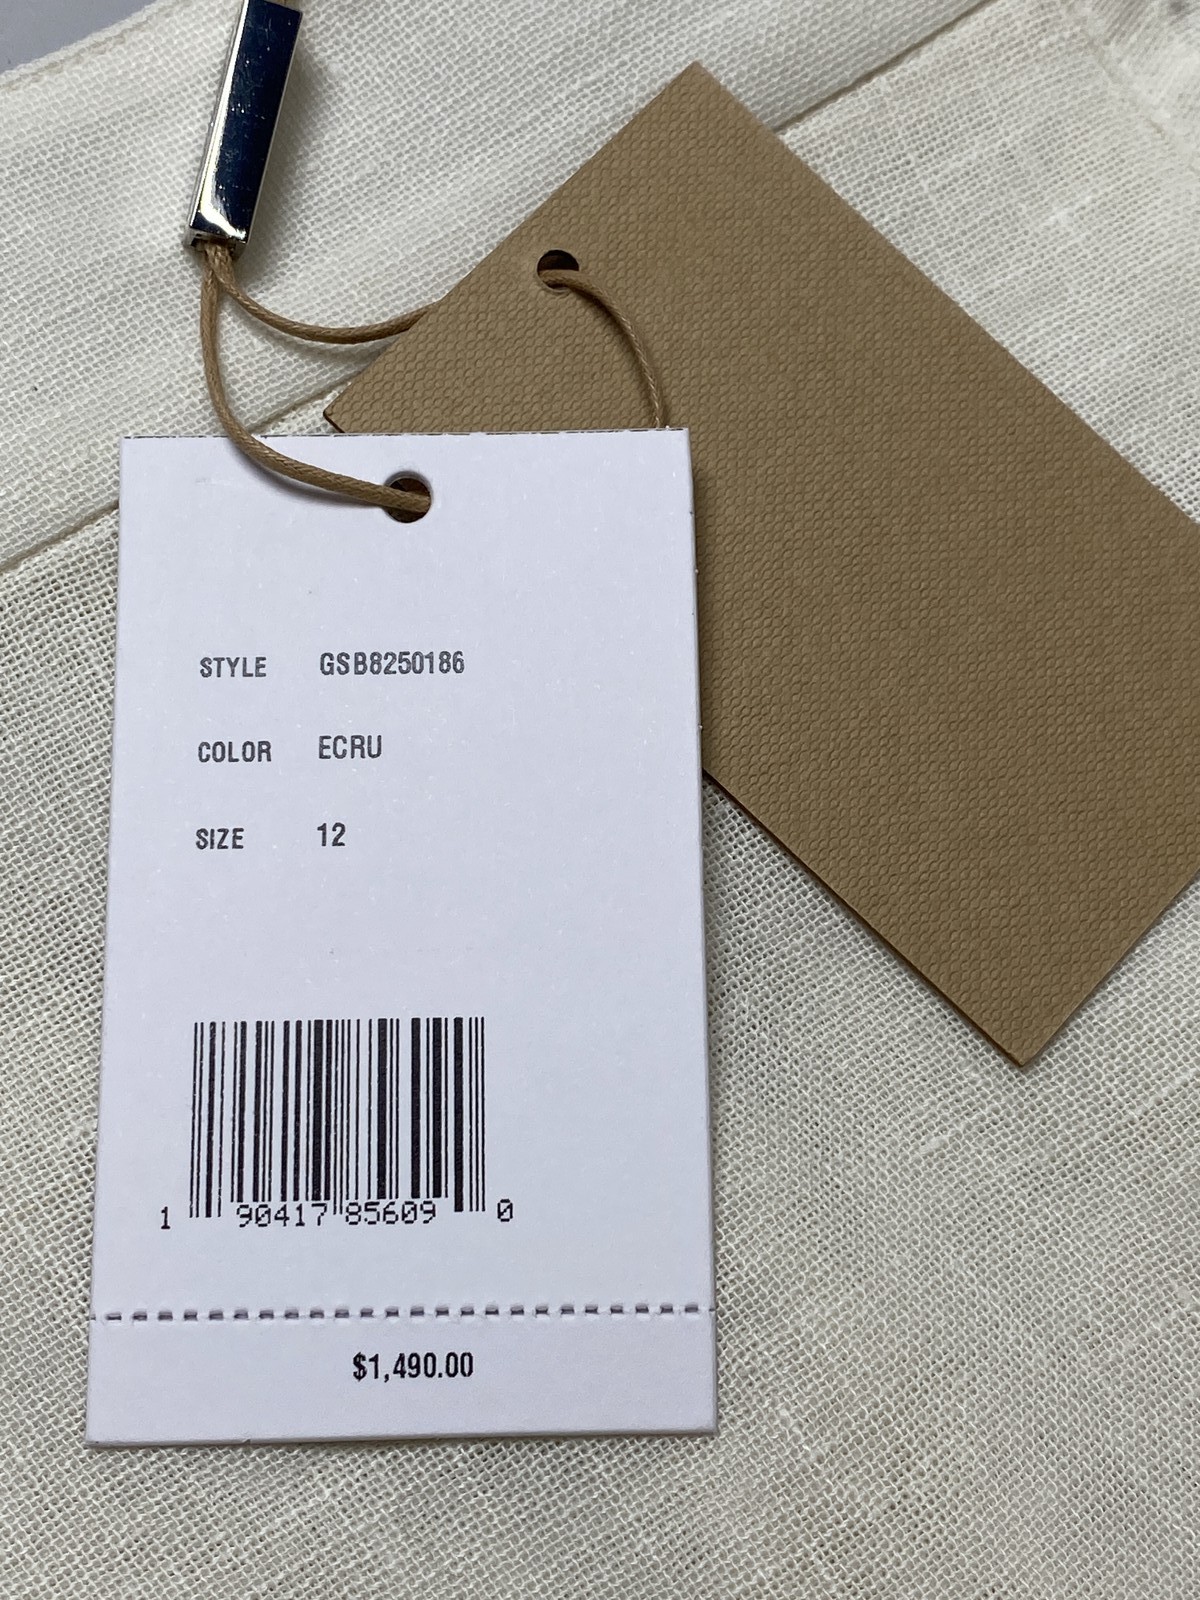 STYLE GSB8250186
COLOR ECRU
SIZE 12
1 90417 85609 0
$1,490.00